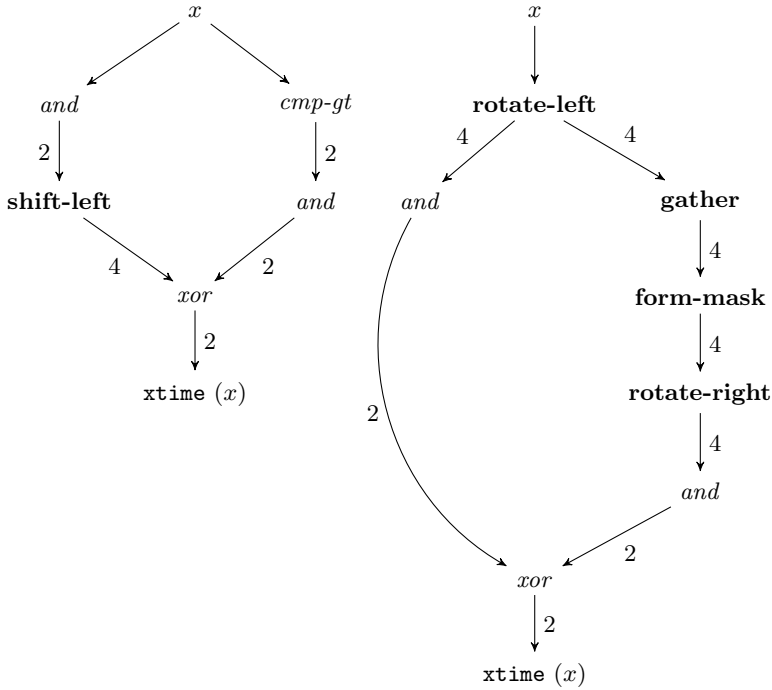 x
and
cmp-gt
2
2
shift-left
and
4
2
xor
2
xtime (x)
x
rotate-left
4
4
and
gather
4
form-mask
4
rotate-right
2
4
and
2
xor
2
xtime (x)